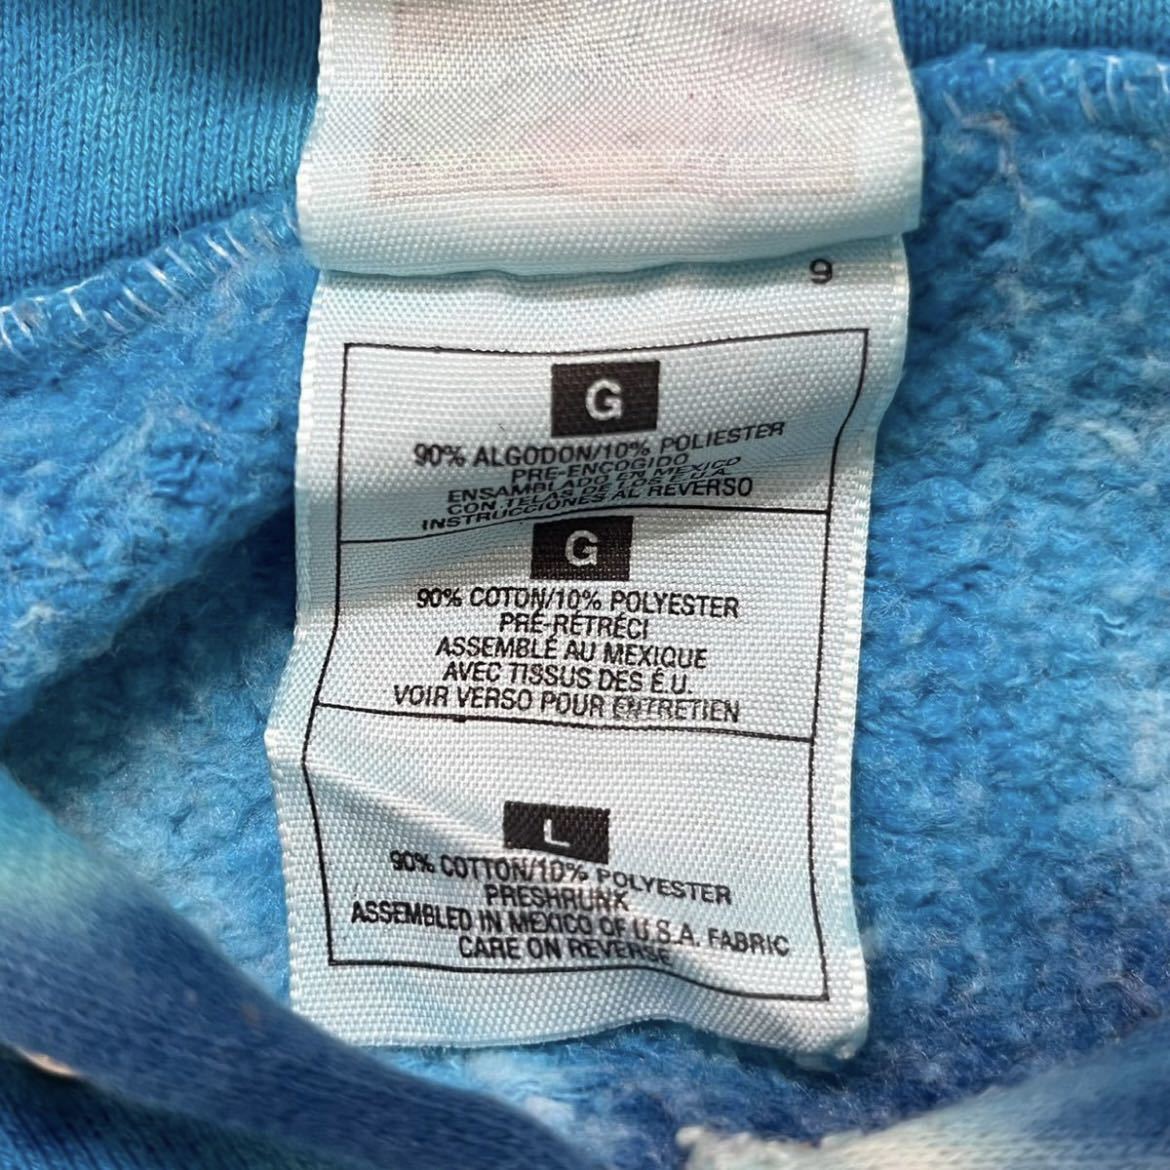 9
G
90% ALGODON/10% POLIESTER
PRE-ENCOGIDO
ENSAMBLADO EN MEXICO
CON TELAS DE LOS E.U.A.
INSTRUCCIONES AL REVERSO
G
90% COTON/10% POLYESTER
PRÉ-RÉTRÉCI
ASSEMBLÉ AU MEXIQUE
AVEC TISSUS DES É.U.
VOIR VERSO POUR ENTRETIEN
L
90% COTTON/10% POLYESTER
PRESHRUNK
ASSEMBLED IN MEXICO OF U.S.A. FABRIC
CARE ON REVERSE